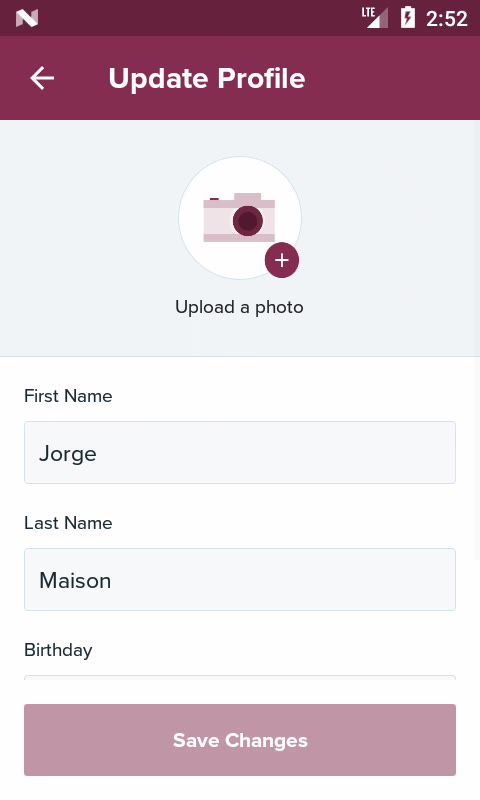 LTE 2:52
Update Profile
Upload a photo
First Name
Jorge
Last Name
Maison
Birthday
Save Changes